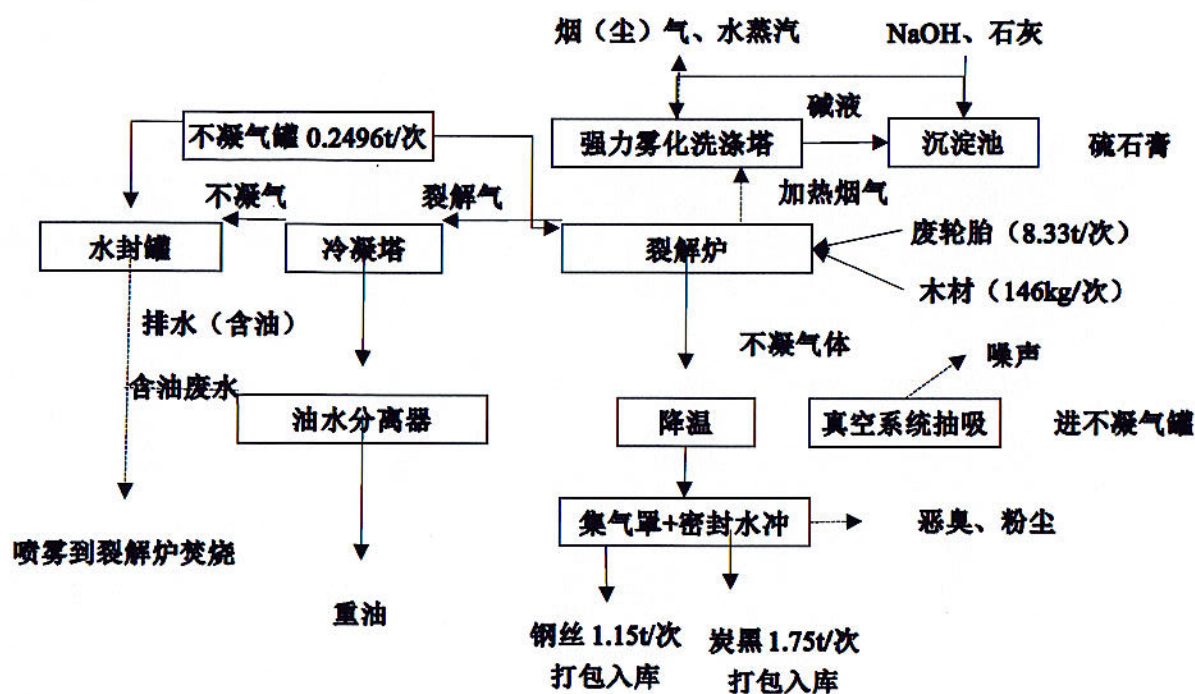 烟（尘）气、水蒸汽
NaOH、石灰
碱液
不凝气罐 0.2496t/次
强力雾化洗涤塔
沉淀池
硫石膏
不凝气
裂解气
加热烟气
水封罐
冷凝塔
裂解炉
废轮胎（8.33t/次）
木材（146kg/次）
排水（含油）
不凝气体
噪声
含油废水
油水分离器
降温
真空系统抽吸
进不凝气罐
集气罩+密封水冲
恶臭、粉尘
喷雾到裂解炉焚烧
重油
钢丝 1.15t/次
打包入库
炭黑 1.75t/次
打包入库